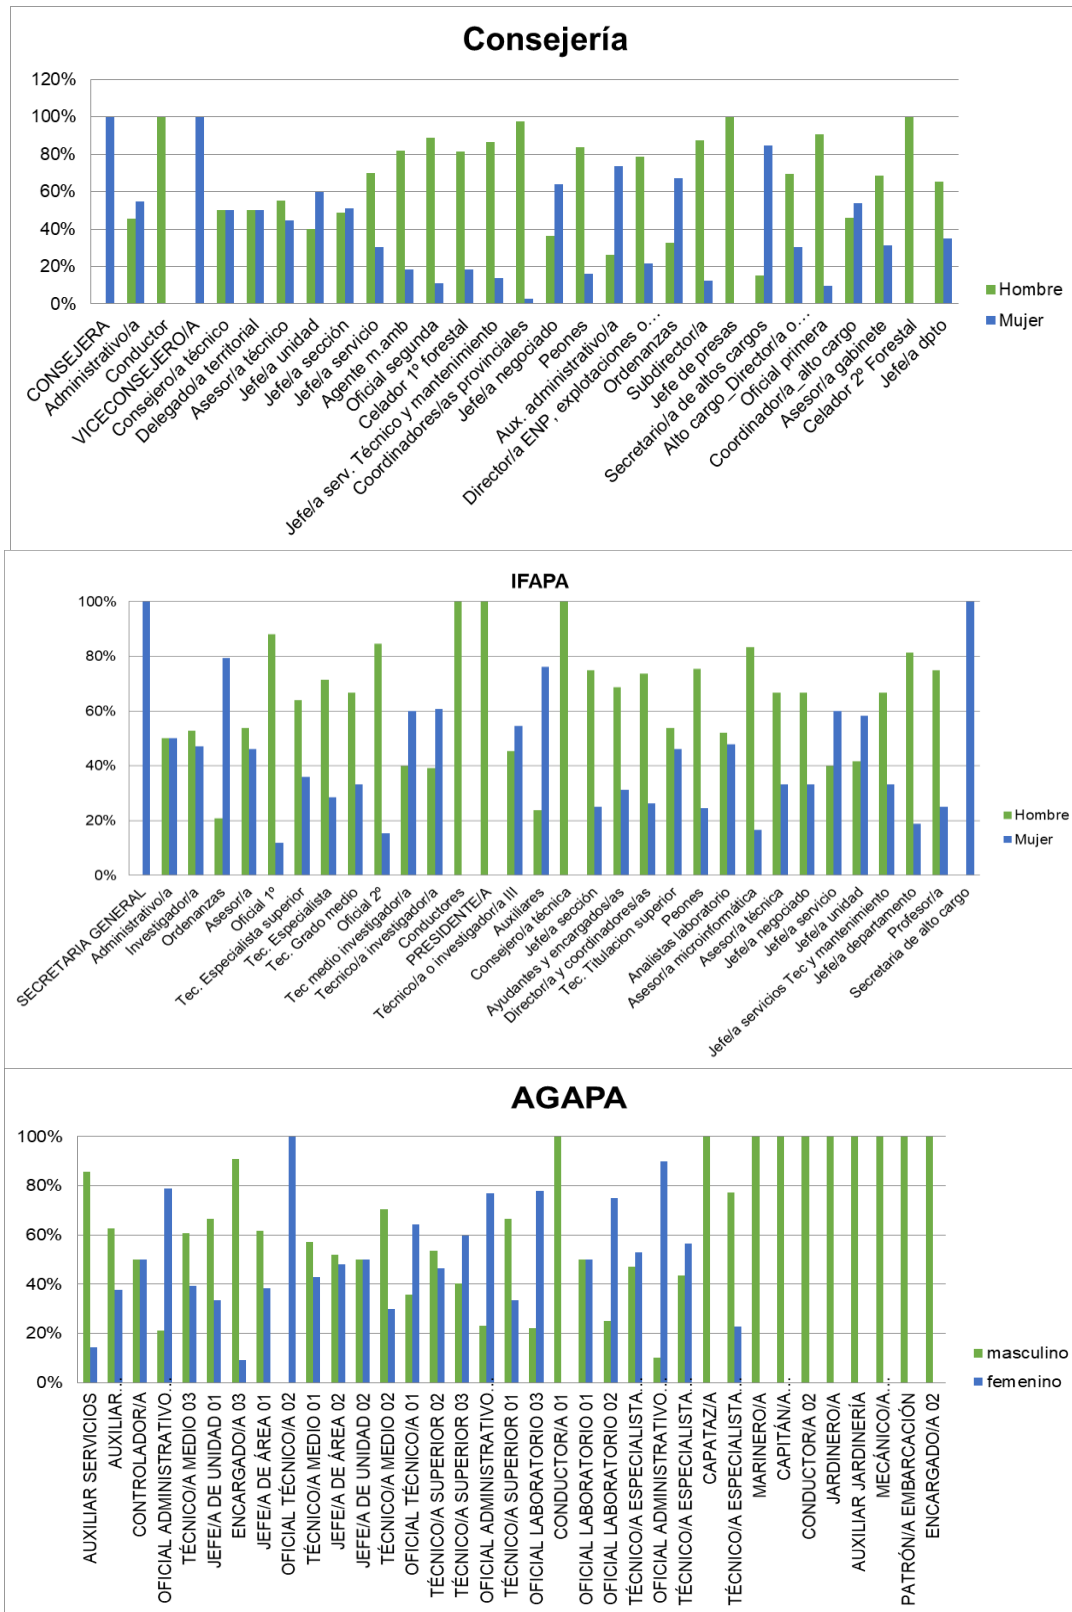 Consejería
120%
100%
80%
60%
40%
20%
0%
Hombre
Mujer
CONSEJERA
Administrativo/a
Conductor
VICECONSEJERO/A
Consejero/a técnico
Delegado/a territorial
Asesor/a técnico
Jefe/a unidad
Jefe/a sección
Jefe/a servicio
Agente m.amb
Oficial segunda
Celador 1º forestal
Jefe/a serv. Técnico y mantenimiento
Coordinadores/as provinciales
Jefe/a negociado
Peones
Aux. administrativo/a
Director/a ENP , explotaciones o...
Ordenanzas
Subdirector/a
Jefe de presas
Secretario/a de altos cargos
Alto cargo_Director/a o...
Oficial primera
Coordinador/a_alto cargo
Asesor/a gabinete
Celador 2º Forestal
Jefe/a dpto
IFAPA
100%
80%
60%
40%
20%
0%
Hombre
Mujer
SECRETARIA GENERAL
Administrativo/a
Investigador/a
Ordenanzas
Asesor/a
Oficial 1º
Tec. Especialista superior
Tec. Especialista
Tec. Grado medio
Oficial 2º
Tec medio investigador/a
Tecnico/a investigador/a
Conductores
PRESIDENTE/A
Técnico/a o investigador/a III
Auxiliares
Consejero/a técnica
Jefe/a sección
Ayudantes y encargados/as
Director/a y coordinadores/as
Tec. Titulacion superior
Peones
Analistas laboratorio
Asesor/a microinformática
Asesor/a técnica
Jefe/a negociado
Jefe/a servicio
Jefe/a unidad
Jefe/a servicios Tec y mantenimiento
Jefe/a departamento
Profesor/a
Secretaria de alto cargo
AGAPA
100%
80%
60%
40%
20%
0%
masculino
femenino
AUXILIAR SERVICIOS
AUXILIAR...
CONTROLADOR/A
OFICIAL ADMINISTRATIVO...
TÉCNICO/A MEDIO 03
JEFE/A DE UNIDAD 01
ENCARGADO/A 03
JEFE/A DE ÁREA 01
OFICIAL TÉCNICO/A 02
TÉCNICO/A MEDIO 01
JEFE/A DE ÁREA 02
JEFE/A DE UNIDAD 02
TÉCNICO/A MEDIO 02
OFICIAL TÉCNICO/A 01
TÉCNICO/A SUPERIOR 02
TÉCNICO/A SUPERIOR 03
OFICIAL ADMINISTRATIVO...
TÉCNICO/A SUPERIOR 01
OFICIAL LABORATORIO 03
CONDUCTOR/A 01
OFICIAL LABORATORIO 01
OFICIAL LABORATORIO 02
TÉCNICO/A ESPECIALISTA...
OFICIAL ADMINISTRATIVO...
TÉCNICO/A ESPECIALISTA...
CAPATAZ/A
TÉCNICO/A ESPECIALISTA...
MARINERO/A
CAPITÁN/A...
CONDUCTOR/A 02
JARDINERO/A
AUXILIAR JARDINERÍA
MECÁNICO/A...
PATRÓN/A EMBARCACIÓN
ENCARGADO/A 02